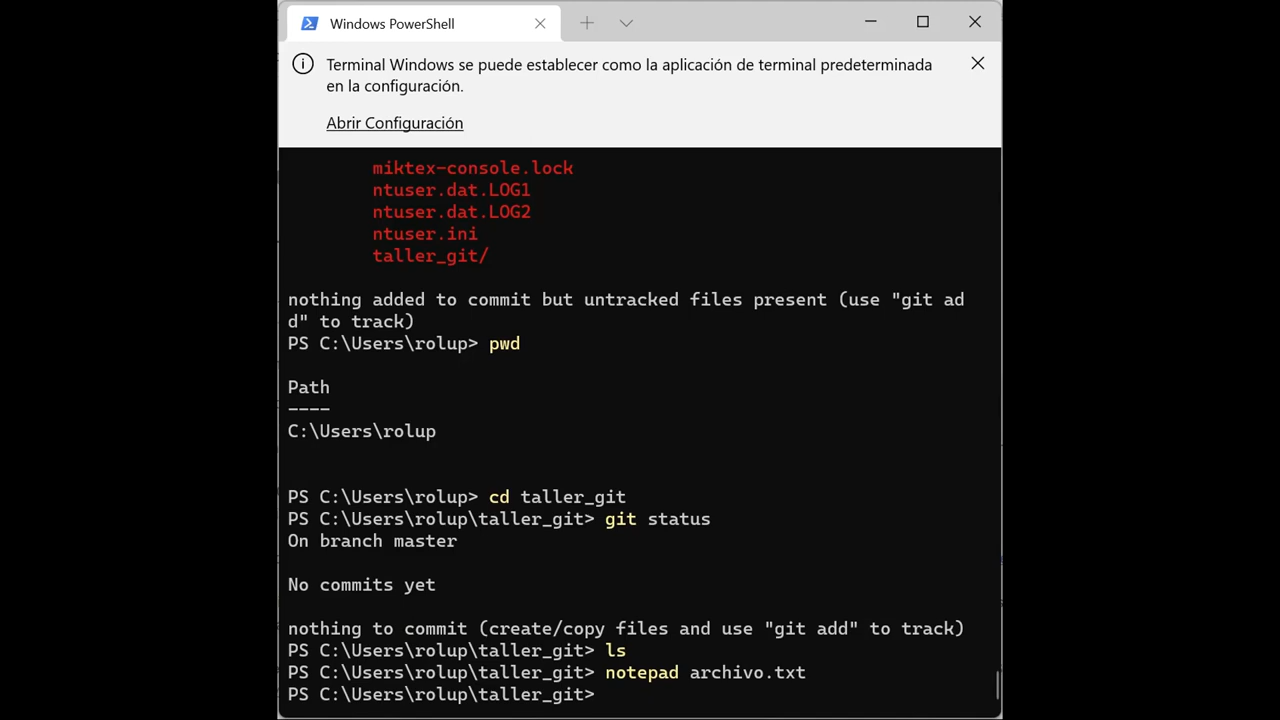 Windows PowerShell
Terminal Windows se puede establecer como la aplicación de terminal predeterminada
en la configuración.
Abrir Configuración
miktex-console.lock
ntuser.dat.LOG1
ntuser.dat.LOG2
ntuser.ini
taller_git/
nothing added to commit but untracked files present (use "git ad
d" to track)
PS C:\Users\rolup> pwd
Path
----
C:\Users\rolup
PS C:\Users\rolup> cd taller_git
PS C:\Users\rolup\taller_git> git status
On branch master
No commits yet
nothing to commit (create/copy files and use "git add" to track)
PS C:\Users\rolup\taller_git> ls
PS C:\Users\rolup\taller_git> notepad archivo.txt
PS C:\Users\rolup\taller_git>